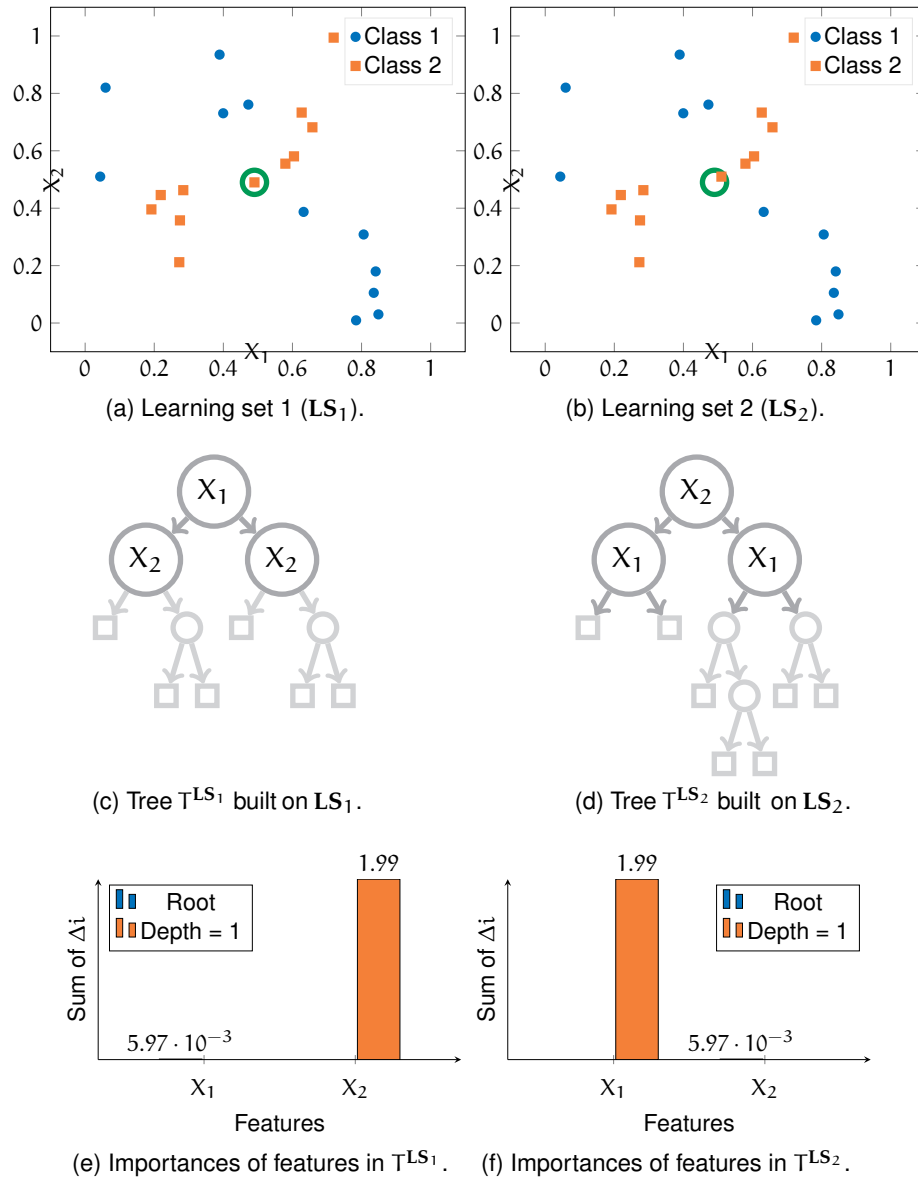 1
0.8
0.6
0.4
0.2
0
X2
0 0.2 0.4 0.6 0.8 1
X1
Class 1
Class 2
(a) Learning set 1 (LS1).
1
0.8
0.6
0.4
0.2
0
X2
0 0.2 0.4 0.6 0.8 1
X1
Class 1
Class 2
(b) Learning set 2 (LS2).
X1
X2 X2
(c) Tree T^LS1 built on LS1.
X2
X1 X1
(d) Tree T^LS2 built on LS2.
1.99
Root
Depth = 1
Sum of Δi
5.97 · 10^−3
X1 X2
Features
(e) Importances of features in T^LS1.
1.99
Root
Depth = 1
Sum of Δi
5.97 · 10^−3
X1 X2
Features
(f) Importances of features in T^LS2.